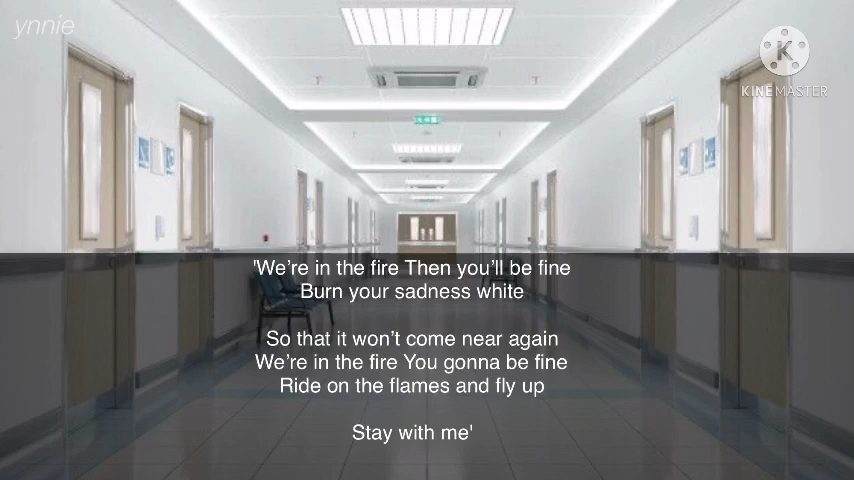 ynnie
KINEMASTER
'We're in the fire Then you'll be fine
Burn your sadness white
So that it won't come near again
We're in the fire You gonna be fine
Ride on the flames and fly up
Stay with me'